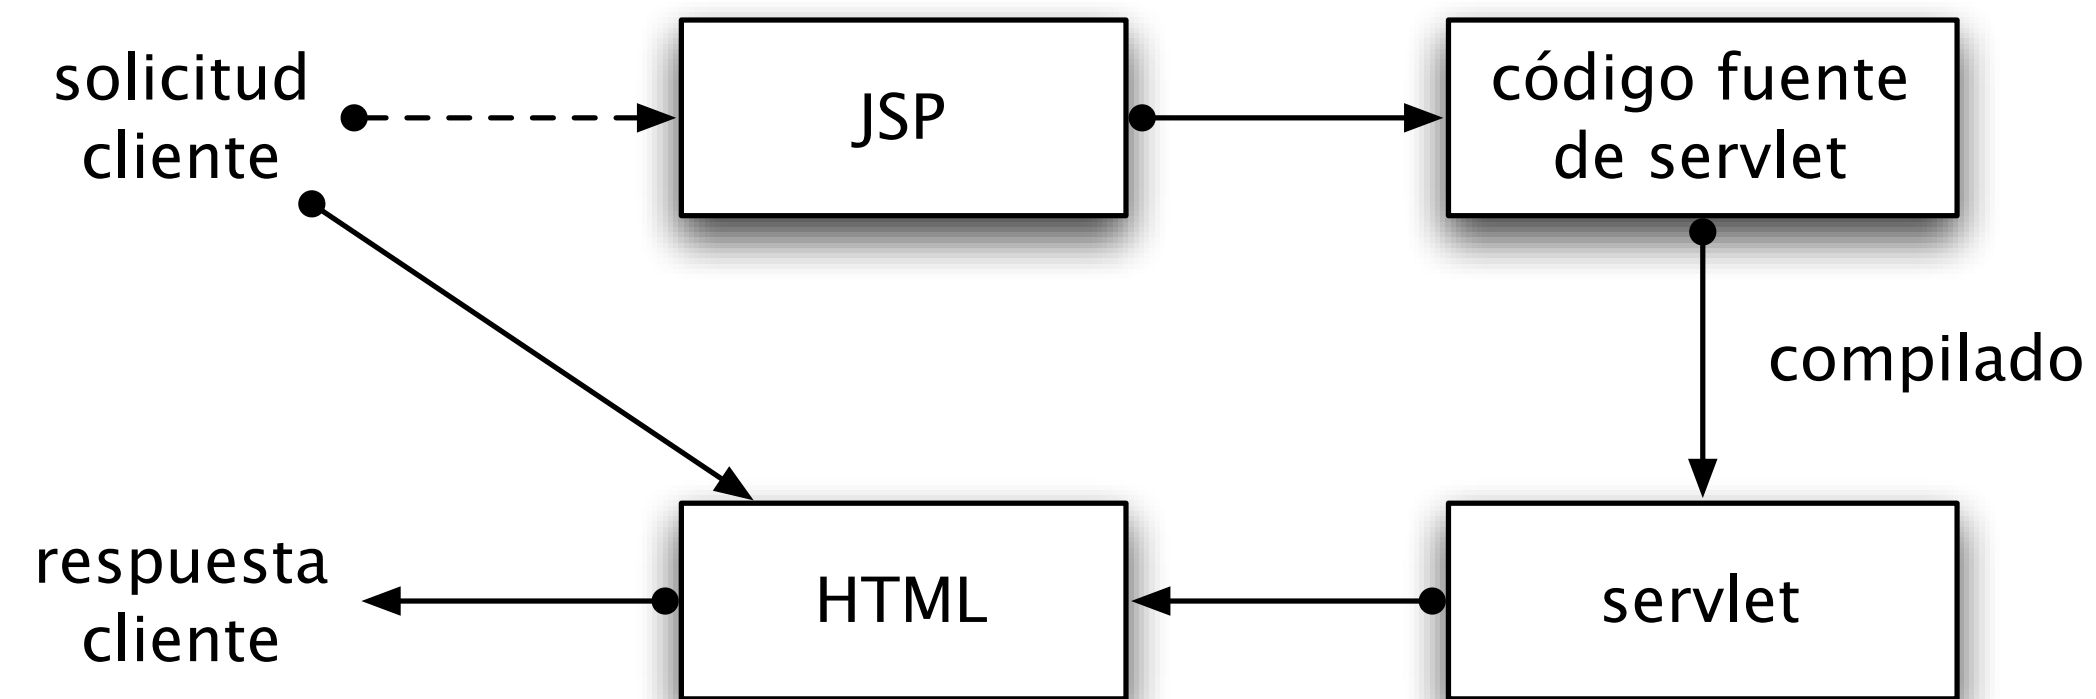 solicitud
cliente
JSP
código fuente
de servlet
compilado
respuesta
cliente
HTML
servlet